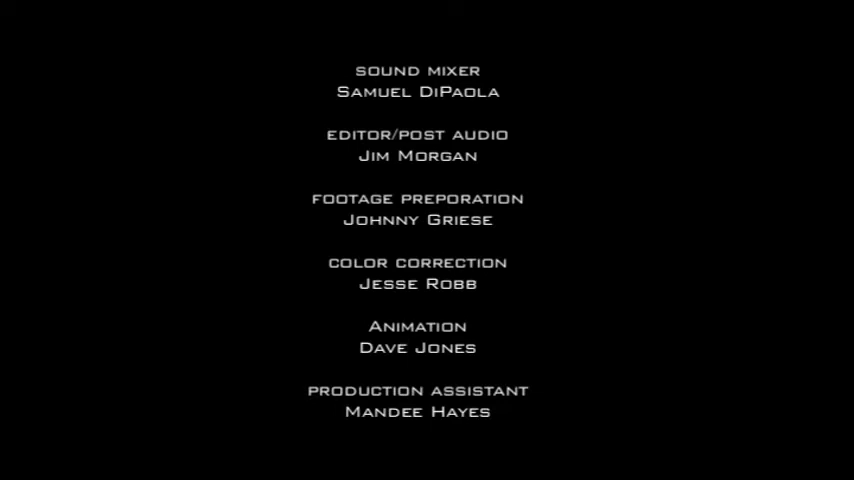 SOUND MIXER
SAMUEL DIPAOLA
EDITOR/POST AUDIO
JIM MORGAN
FOOTAGE PREPORATION
JOHNNY GRIESE
COLOR CORRECTION
JESSE ROBB
ANIMATION
DAVE JONES
PRODUCTION ASSISTANT
MANDEE HAYES